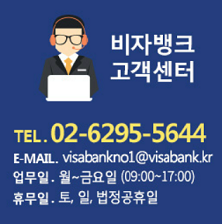 비자뱅크
고객센터
TEL. 02-6295-5644
E-MAIL. visabankno1@visabank.kr
업무일. 월~금요일 (09:00~17:00)
휴무일. 토, 일, 법정공휴일